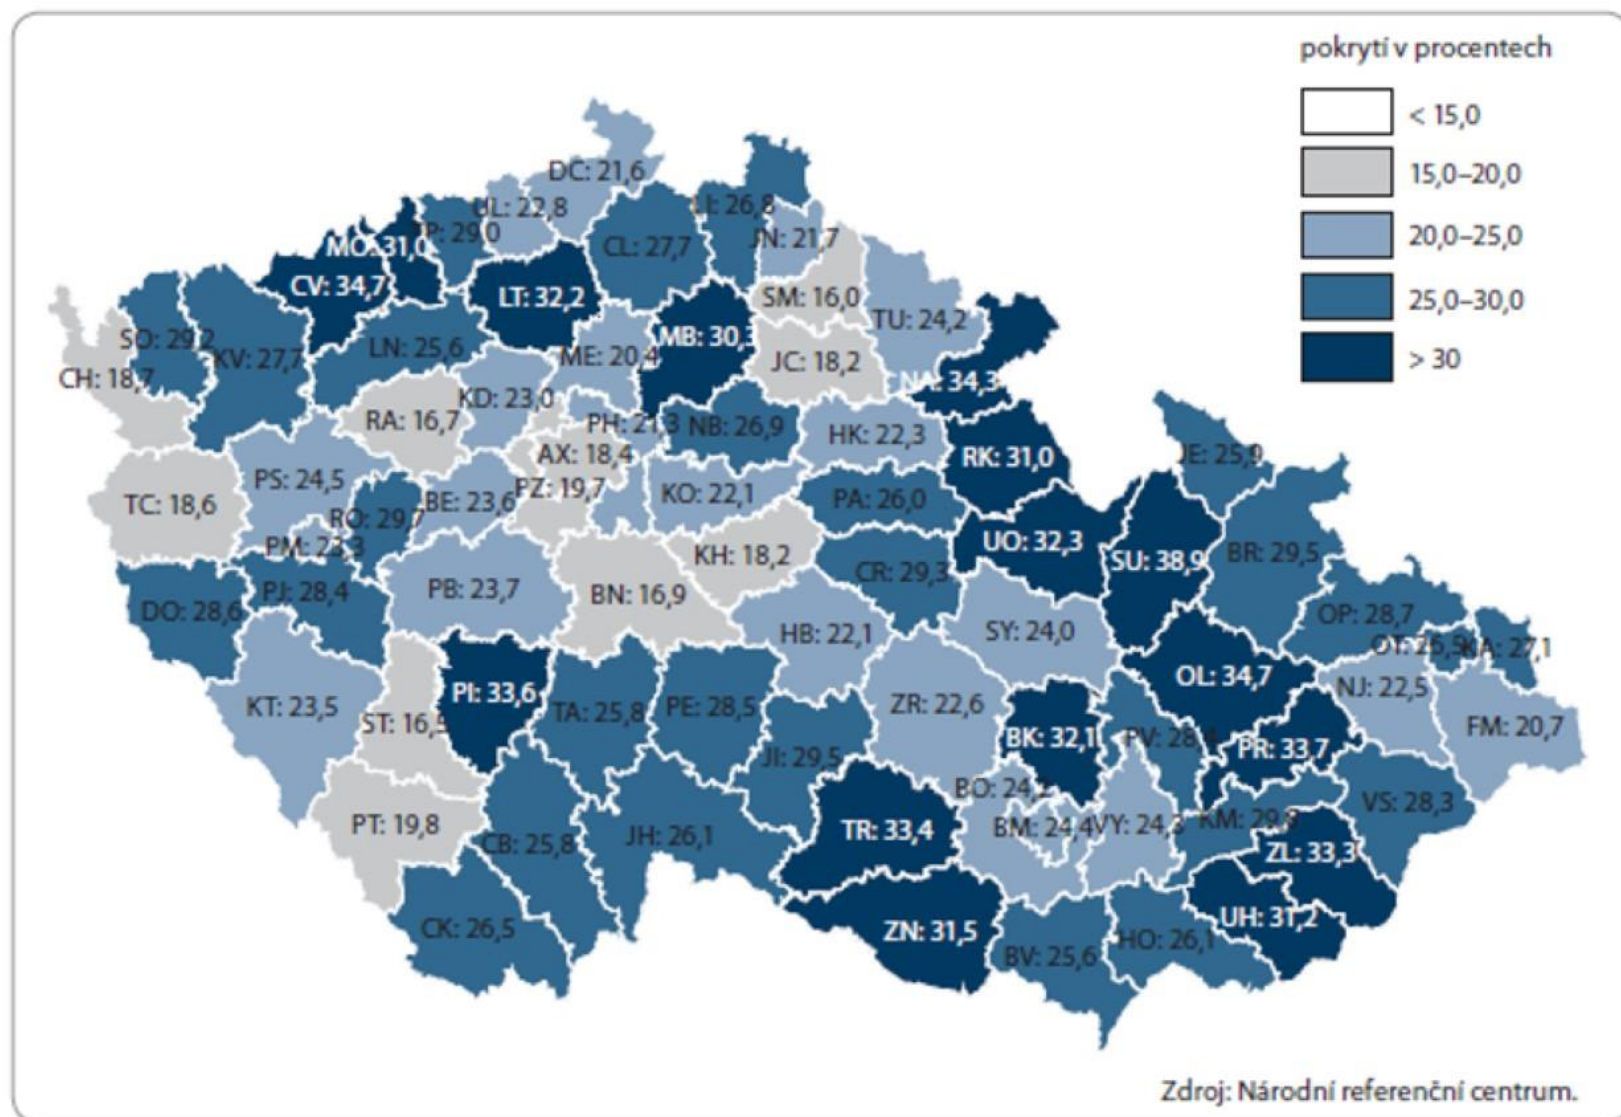 pokrytí v procentech
< 15,0
15,0–20,0
20,0–25,0
25,0–30,0
> 30
DC: 21,6
UL: 22,8
LI: 26,8
TP: 29,0
MO: 31,0
CL: 27,7
JN: 21,7
CV: 34,7
LT: 32,2
SM: 16,0
TU: 24,2
SO: 29,2
KV: 27,7
LN: 25,6
ME: 20,4
MB: 30,3
JC: 18,2
CH: 18,7
NA: 34,3
KD: 23,0
RA: 16,7
PH: 21,3
NB: 26,9
HK: 22,3
AX: 18,4
RK: 31,0
JE: 25,9
PS: 24,5
PZ: 19,7
KO: 22,1
PA: 26,0
TC: 18,6
BE: 23,6
RO: 29,7
PM: 23,3
UO: 32,3
KH: 18,2
SU: 38,9
BR: 29,5
CR: 29,3
PJ: 28,4
PB: 23,7
BN: 16,9
DO: 28,6
OP: 28,7
HB: 22,1
SY: 24,0
OT: 26,5
KA: 27,1
OL: 34,7
NJ: 22,5
PI: 33,6
KT: 23,5
ST: 16,5
TA: 25,8
PE: 28,5
ZR: 22,6
FM: 20,7
BK: 32,1
PV: 28,4
PR: 33,7
JI: 29,5
BO: 24,2
VS: 28,3
PT: 19,8
TR: 33,4
BM: 24,4
VY: 24,3
KM: 29,8
CB: 25,8
JH: 26,1
ZL: 33,3
CK: 26,5
ZN: 31,5
UH: 31,2
BV: 25,6
HO: 26,1
Zdroj: Národní referenční centrum.